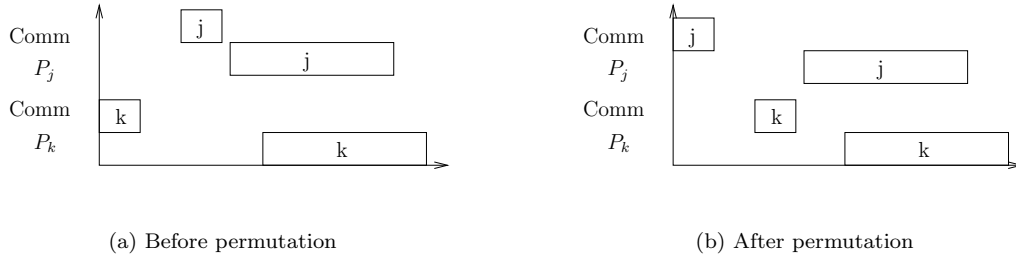 Comm
j
P_j
j
Comm
k
P_k
k
(a) Before permutation
Comm
j
P_j
j
Comm
k
P_k
k
(b) After permutation